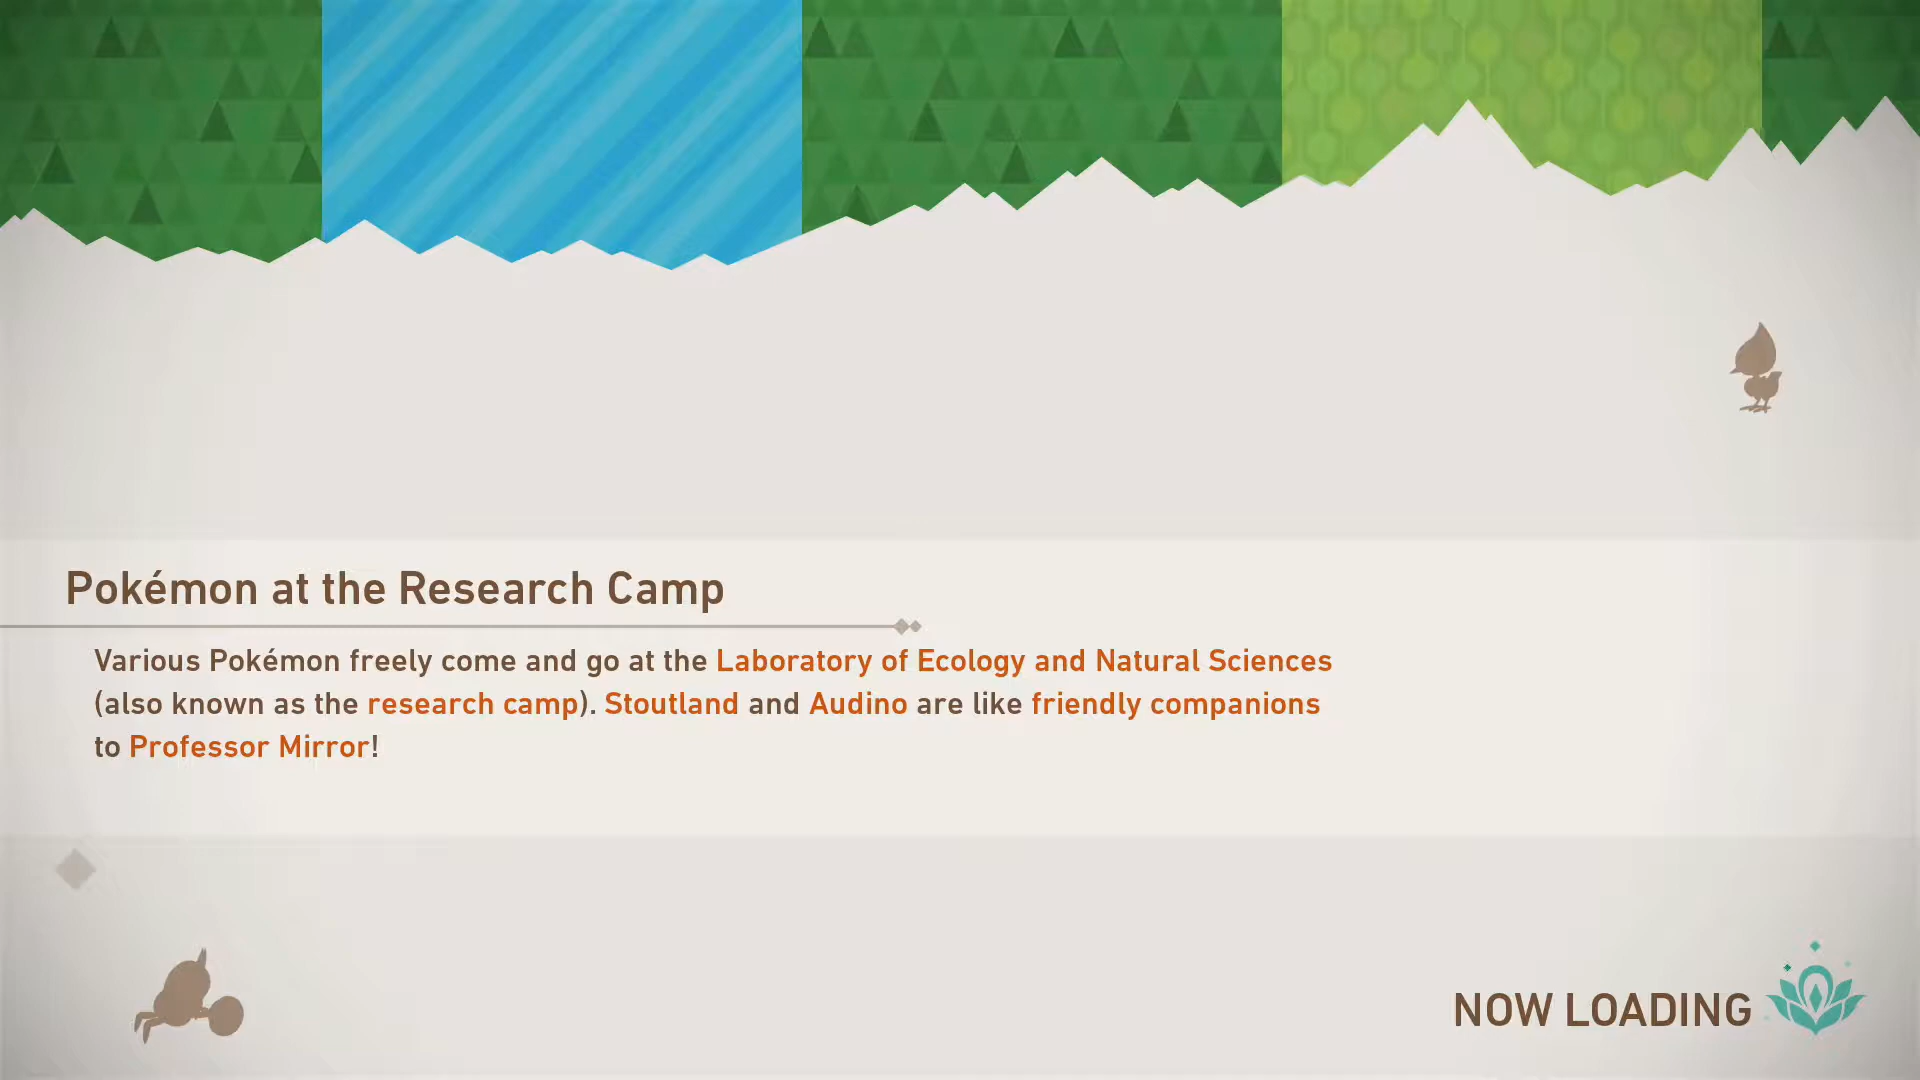 Pokémon at the Research Camp
Various Pokémon freely come and go at the Laboratory of Ecology and Natural Sciences
(also known as the research camp). Stoutland and Audino are like friendly companions
to Professor Mirror!
NOW LOADING